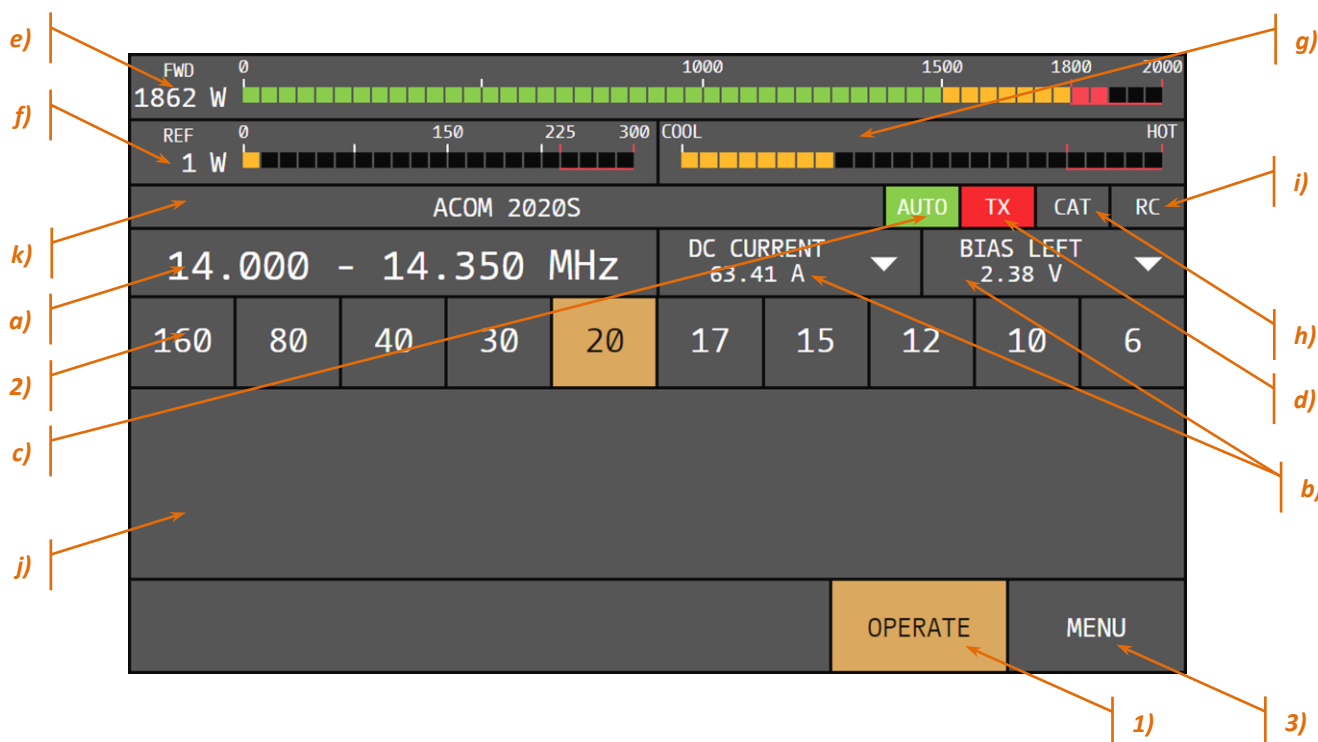 e)
g)
FWD 0 1000 1500 1800 2000
1862 W
f)
REF 0 150 225 300 COOL HOT
1 W
i)
ACOM 2020S AUTO TX CAT RC
k)
14.000 - 14.350 MHz DC CURRENT BIAS LEFT
63.41 A 2.38 V
a)
h)
160 80 40 30 20 17 15 12 10 6
2)
d)
c)
b)
j)
OPERATE MENU
1) 3)